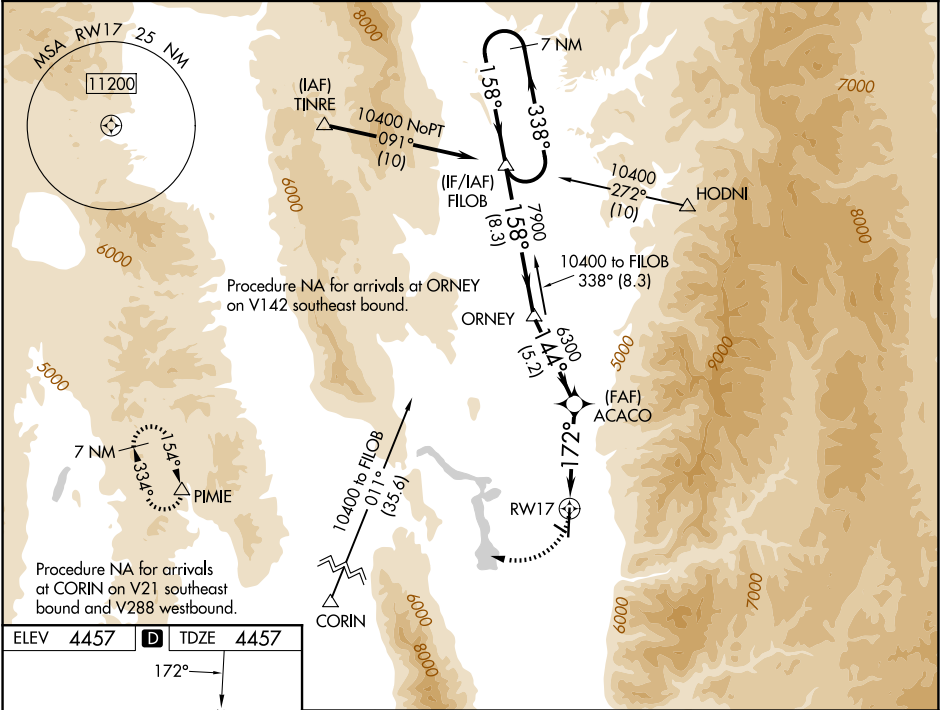 MSA RW17 25 NM
11200
(IAF)
TINRE
10400 NoPT
091°
(10)
7 NM
158°
338°
(IF/IAF)
FILOB
10400
272°
(10)
HODNI
7900
158°
(8.3)
10400 to FILOB
338° (8.3)
Procedure NA for arrivals at ORNEY
on V142 southeast bound.
ORNEY
6300
144°
(5.2)
(FAF)
ACACO
172°
RW17
7 NM
154°
334°
PIMIE
10400 to FILOB
011°
(35.6)
CORIN
Procedure NA for arrivals
at CORIN on V21 southeast
bound and V288 westbound.
8000
7000
6000
6000
8000
5000
5000
9000
6000
8000
6000
7000
ELEV 4457 D TDZE 4457
172°